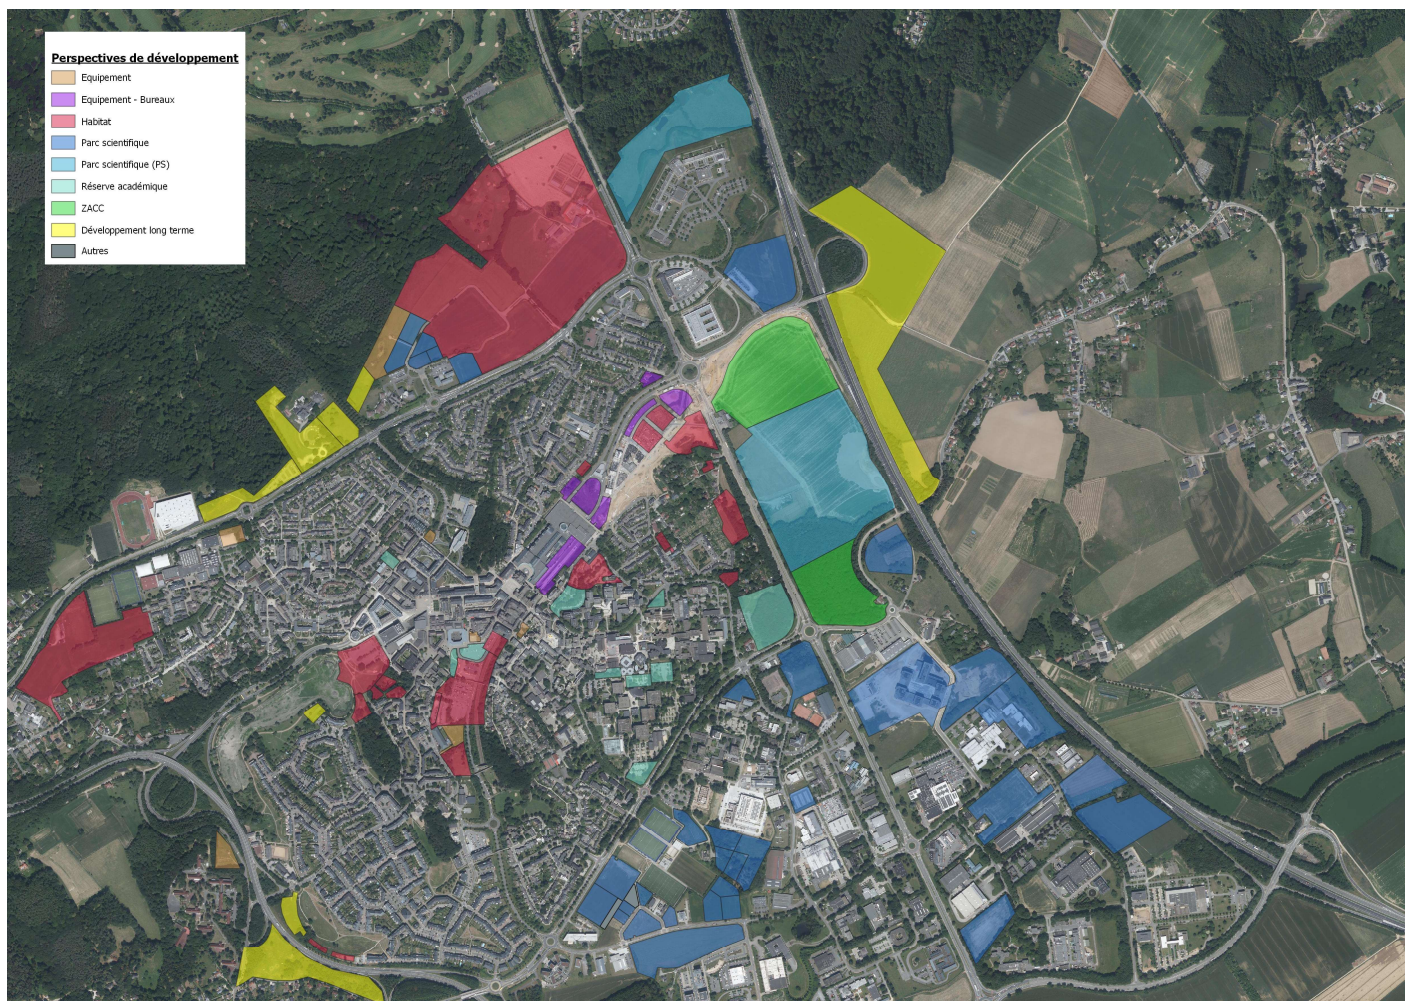 Perspectives de développement
Equipement
Equipement - Bureaux
Habitat
Parc scientifique
Parc scientifique (PS)
Réserve académique
ZACC
Développement long terme
Autres